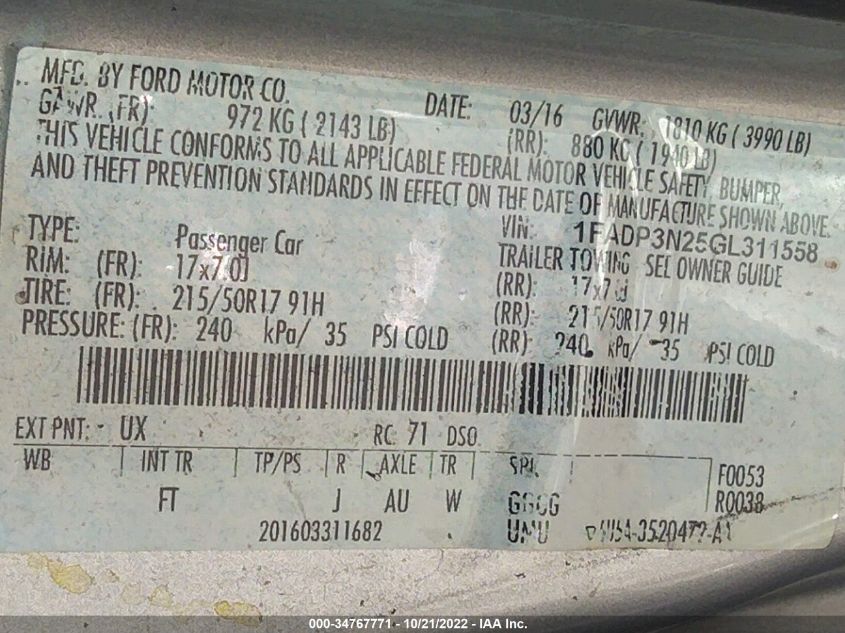 MFD. BY FORD MOTOR CO.
DATE: 03/16 GVWR: 1810 KG ( 3990 LB)
GAWR. (FR): 972 KG ( 2143 LB) (RR): 880 KG ( 1940 LB)
THIS VEHICLE CONFORMS TO ALL APPLICABLE FEDERAL MOTOR VEHICLE SAFETY, BUMPER,
AND THEFT PREVENTION STANDARDS IN EFFECT ON THE DATE OF MANUFACTURE SHOWN ABOVE.
VIN: 1FADP3N25GL311558
TYPE: Passenger Car TRAILER TOWING SEE OWNER GUIDE
RIM: (FR): 17x7.0J (RR): 17x7.0J
TIRE: (FR): 215/50R17 91H (RR): 215/50R17 91H
PRESSURE: (FR): 240 kPa/ 35 PSI COLD (RR): 240 kPa/ 35 PSI COLD
EXT PNT: UX RC: 71 DSO:
WB INT TR TP/PS R AXLE TR SPR F0053
FT J AU W GGCG R0038
201603311682 UMU
000-34767771 - 10/21/2022 - IAA Inc.